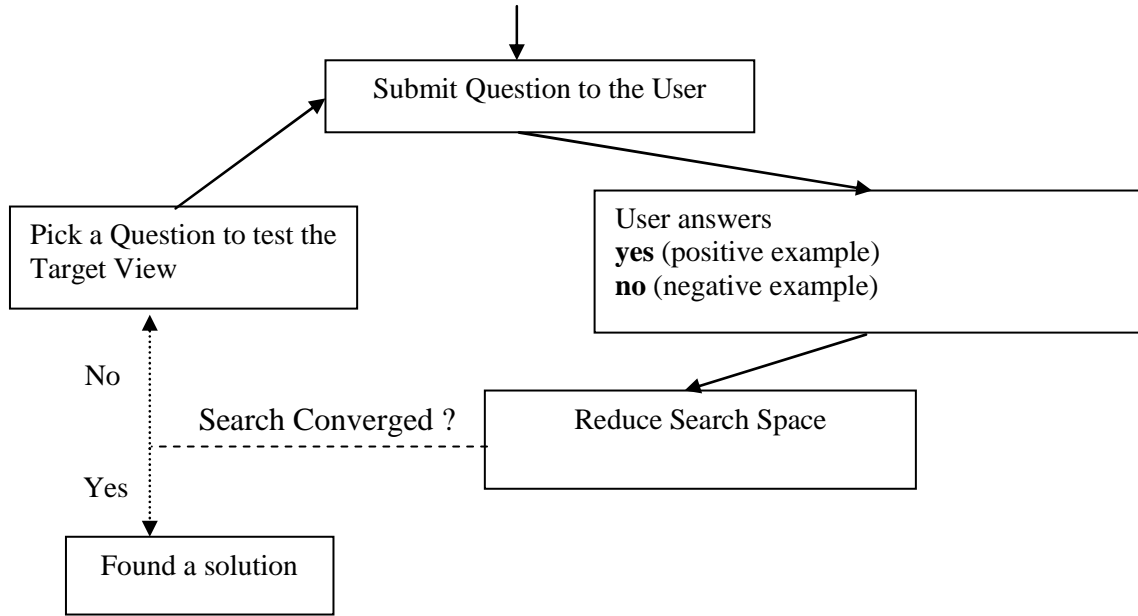 Submit Question to the User
Pick a Question to test the
Target View
User answers
yes (positive example)
no (negative example)
No
Search Converged ?
Reduce Search Space
Yes
Found a solution